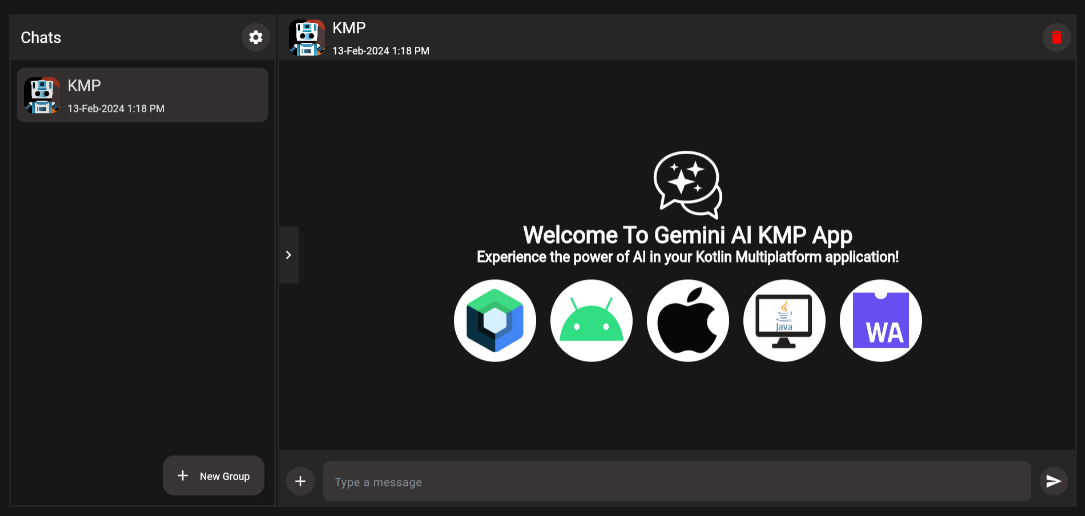 Chats
KMP
13-Feb-2024 1:18 PM
New Group
KMP
13-Feb-2024 1:18 PM
Welcome To Gemini AI KMP App
Experience the power of AI in your Kotlin Multiplatform application!
Java
WA
Type a message